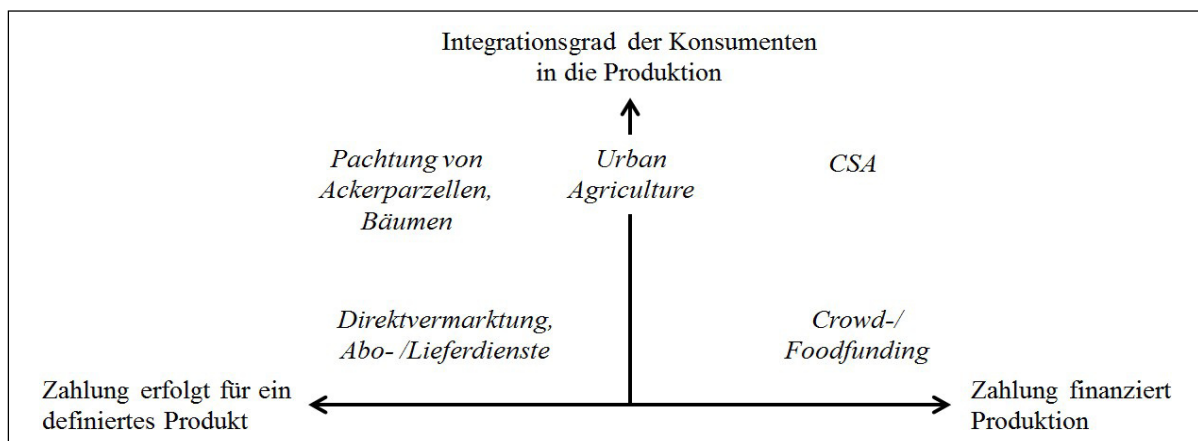 Integrationsgrad der Konsumenten
in die Produktion
Pachtung von
Ackerparzellen,
Bäumen
Urban
Agriculture
CSA
Direktvermarktung,
Abo- /Lieferdienste
Crowd-/
Foodfunding
Zahlung erfolgt für ein
definiertes Produkt
Zahlung finanziert
Produktion